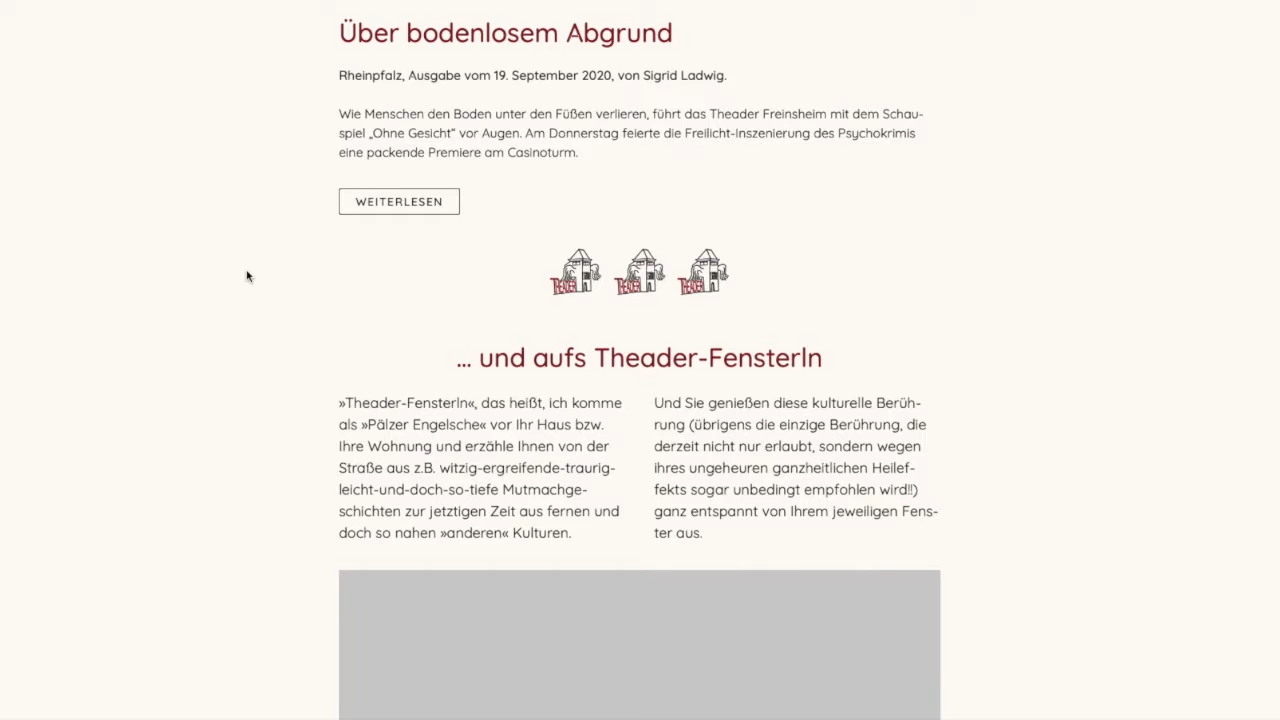 Über bodenlosem Abgrund
Rheinpfalz, Ausgabe vom 19. September 2020, von Sigrid Ladwig.
Wie Menschen den Boden unter den Füßen verlieren, führt das Theader Freinsheim mit dem Schau-
spiel „Ohne Gesicht“ vor Augen. Am Donnerstag feierte die Freilicht-Inszenierung des Psychokrimis
eine packende Premiere am Casinoturm.
WEITERLESEN
THEADER THEADER THEADER
... und aufs Theader-Fensterln
»Theader-Fensterln«, das heißt, ich komme
als »Pälzer Engelsche« vor Ihr Haus bzw.
Ihre Wohnung und erzähle Ihnen von der
Straße aus z.B. witzig-ergreifende-traurig-
leicht-und-doch-so-tiefe Mutmachge-
schichten zur jetztigen Zeit aus fernen und
doch so nahen »anderen« Kulturen.
Und Sie genießen diese kulturelle Berüh-
rung (übrigens die einzige Berührung, die
derzeit nicht nur erlaubt, sondern wegen
ihres ungeheuren ganzheitlichen Heilef-
fekts sogar unbedingt empfohlen wird!!)
ganz entspannt von Ihrem jeweiligen Fens-
ter aus.